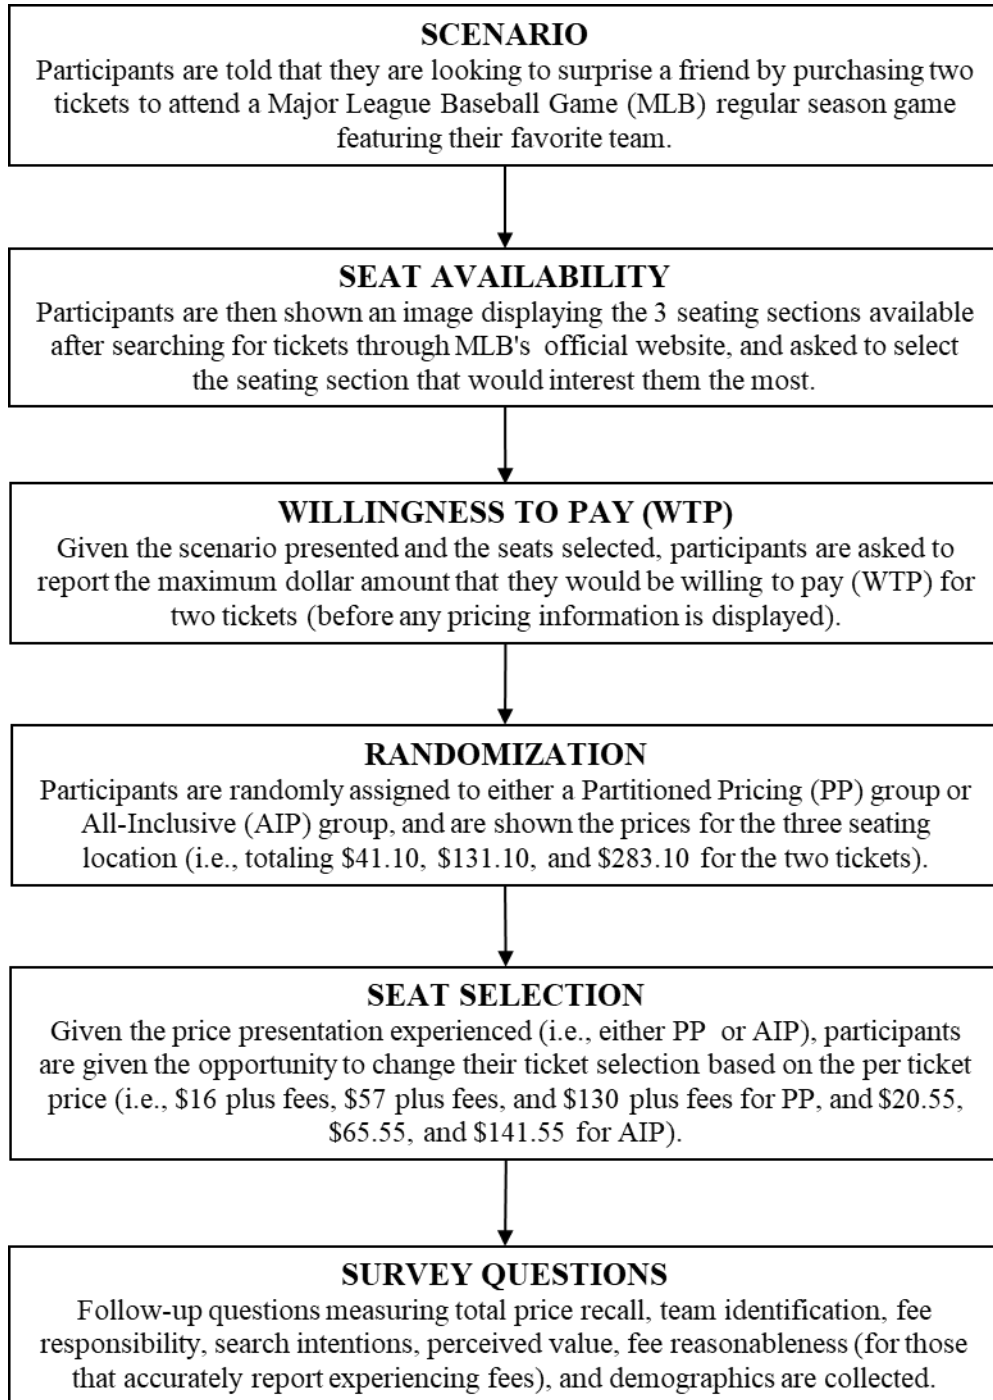 SCENARIO
Participants are told that they are looking to surprise a friend by purchasing two
tickets to attend a Major League Baseball Game (MLB) regular season game
featuring their favorite team.
SEAT AVAILABILITY
Participants are then shown an image displaying the 3 seating sections available
after searching for tickets through MLB's official website, and asked to select
the seating section that would interest them the most.
WILLINGNESS TO PAY (WTP)
Given the scenario presented and the seats selected, participants are asked to
report the maximum dollar amount that they would be willing to pay (WTP) for
two tickets (before any pricing information is displayed).
RANDOMIZATION
Participants are randomly assigned to either a Partitioned Pricing (PP) group or
All-Inclusive (AIP) group, and are shown the prices for the three seating
location (i.e., totaling $41.10, $131.10, and $283.10 for the two tickets).
SEAT SELECTION
Given the price presentation experienced (i.e., either PP or AIP), participants
are given the opportunity to change their ticket selection based on the per ticket
price (i.e., $16 plus fees, $57 plus fees, and $130 plus fees for PP, and $20.55,
$65.55, and $141.55 for AIP).
SURVEY QUESTIONS
Follow-up questions measuring total price recall, team identification, fee
responsibility, search intentions, perceived value, fee reasonableness (for those
that accurately report experiencing fees), and demographics are collected.